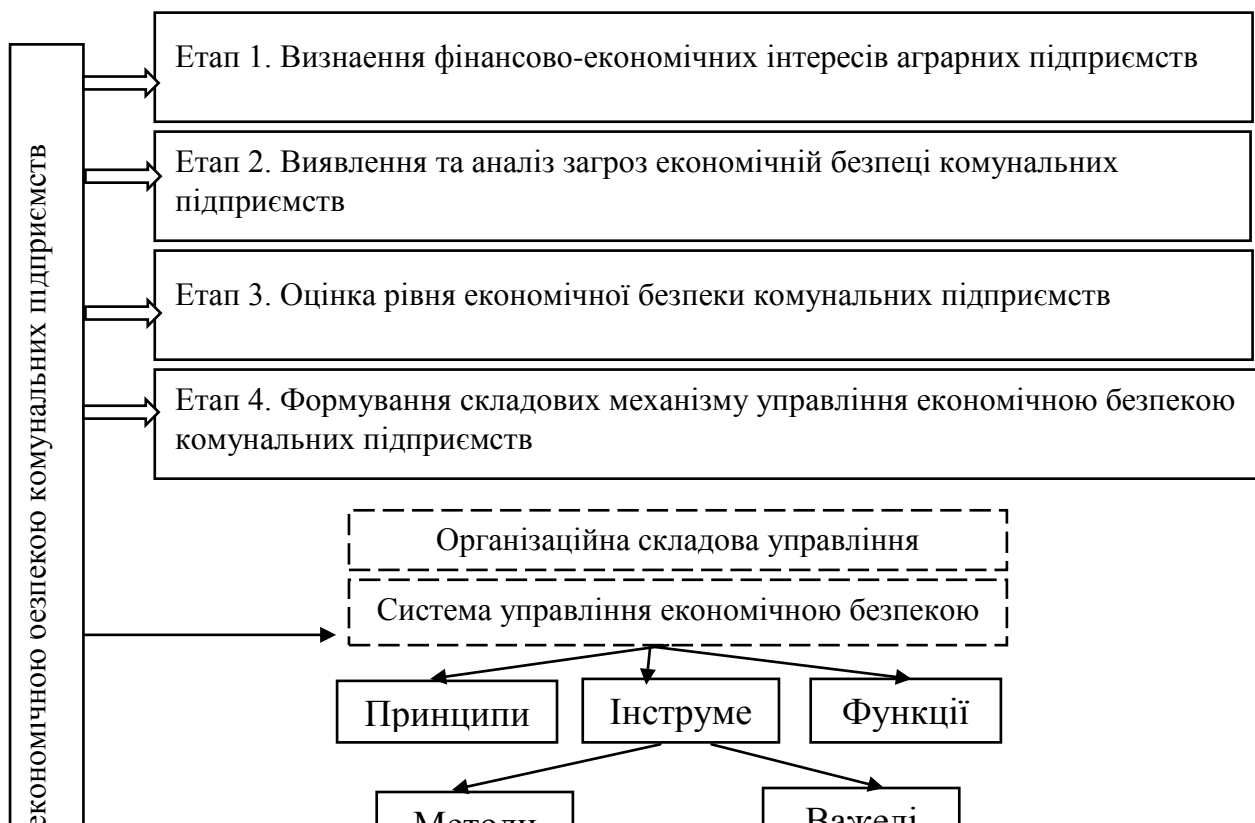 економічною безпекою комунальних підприємств
Етап 1. Визнаення фінансово-економічних інтересів аграрних підприємств
Етап 2. Виявлення та аналіз загроз економічній безпеці комунальних
підприємств
Етап 3. Оцінка рівня економічної безпеки комунальних підприємств
Етап 4. Формування складових механізму управління економічною безпекою
комунальних підприємств
Організаційна складова управління
Система управління економічною безпекою
Принципи
Інструме
Функції
Методи
Важелі